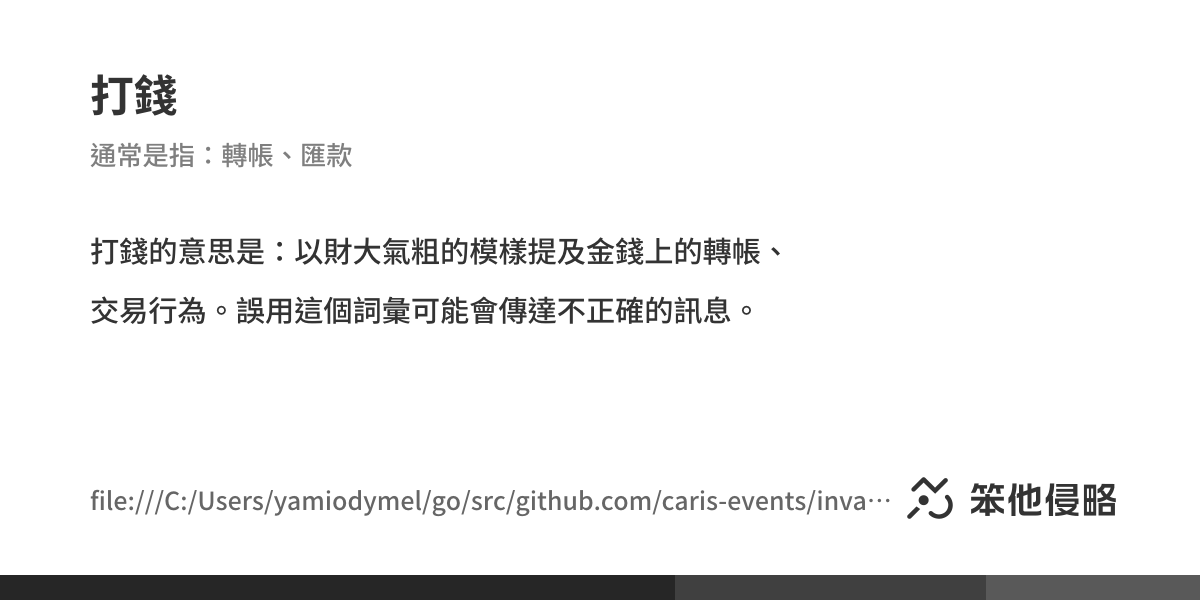 打錢
通常是指：轉帳、匯款
打錢的意思是：以財大氣粗的模樣提及金錢上的轉帳、
交易行為。誤用這個詞彙可能會傳達不正確的訊息。
file:///C:/Users/yamiodymel/go/src/github.com/caris-events/inva…
笨他侵略